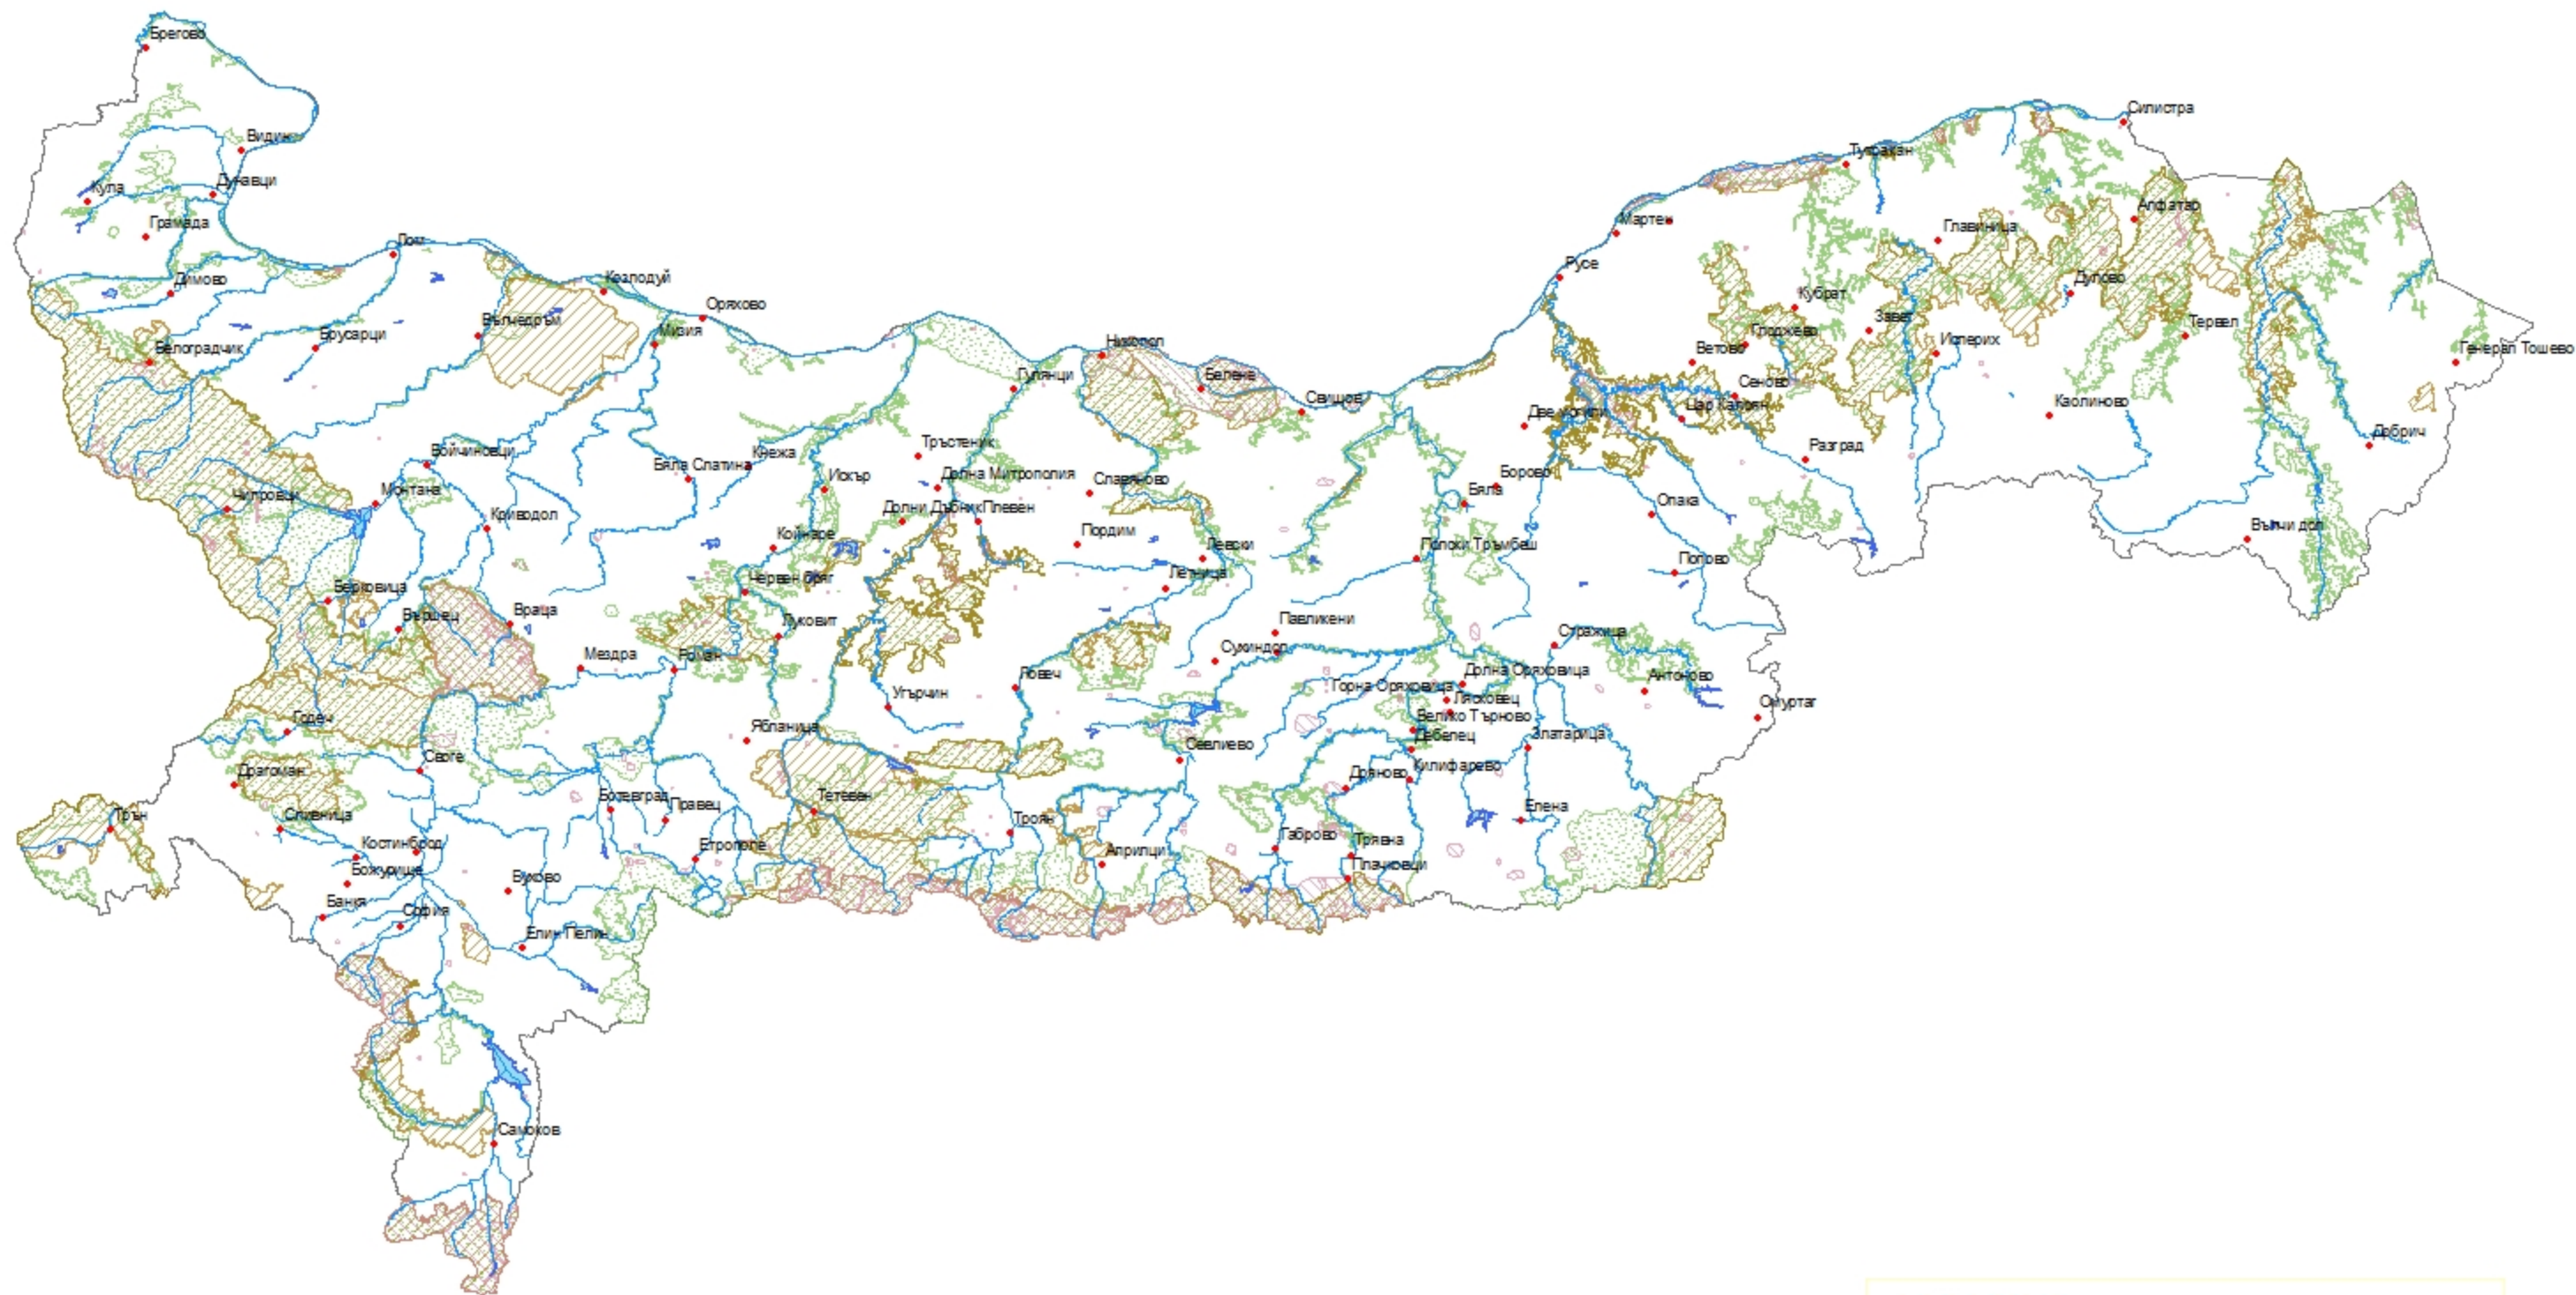 Брегово
Силистра
Видин
Тутракан
Дунавци
Кула
Алфатар
Грамада
Мартен
Главиница
Лом
Русе
Димово
Козлодуй
Дулово
Кубрат
Оряхово
Вълчедръм
Завет
Мизия
Глоджево
Тервел
Брусарци
Исперих
Никопол
Белоградчик
Ветово
Генерал Тошево
Гулянци
Белене
Сеново
Свищов
Каолиново
Две могили
Цар Калоян
Добрич
Тръстеник
Разград
Войчиновци
Кнежа
Бяла Слатина
Искър
Долна Митрополия
Борово
Славяново
Монтана
Бяла
Чипровци
Опака
Долни Дъбник
Плевен
Криводол
Вълчи дол
Пордим
Койнаре
Левски
Полски Тръмбеш
Попово
Летница
Червен бряг
Берковица
Враца
Вършец
Луковит
Павликени
Стражица
Сухиндол
Мездра
Роман
Долна Оряховица
Ловеч
Антоново
Горна Оряховица
Угърчин
Лясковец
Омуртаг
Годеч
Велико Търново
Ябланица
Дебелец
Златарица
Севлиево
Своге
Килифарево
Драгоман
Дряново
Тетевен
Ботевград
Правец
Елена
Трън
Сливница
Троян
Габрово
Трявна
Костинброд
Етрополе
Априлци
Плачковци
Божурище
Бухово
Банкя
София
Елин Пелин
Самоков